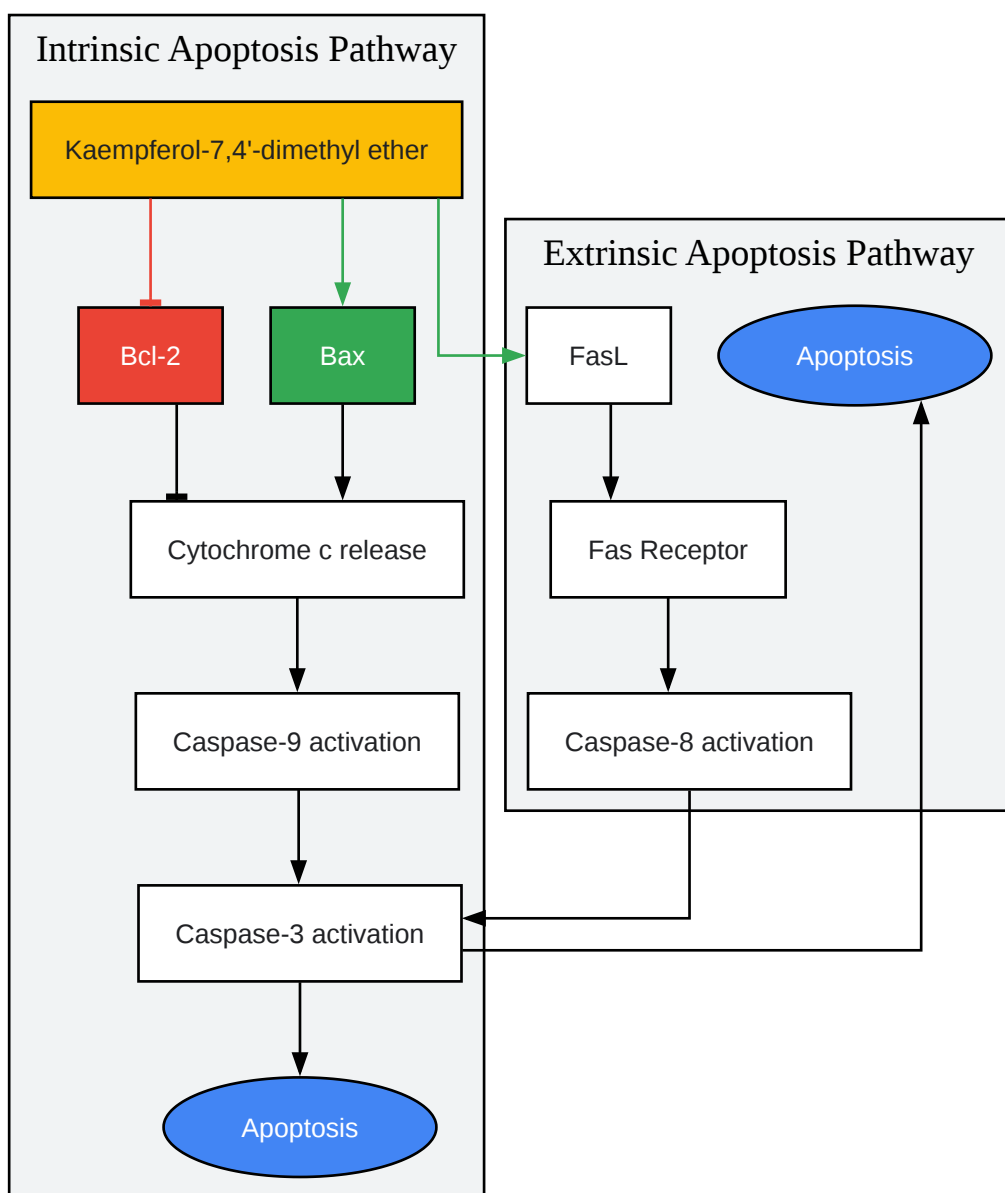 Intrinsic Apoptosis Pathway
Kaempferol-7,4'-dimethyl ether
Bcl-2
Bax
Cytochrome c release
Caspase-9 activation
Caspase-3 activation
Apoptosis
Extrinsic Apoptosis Pathway
FasL
Apoptosis
Fas Receptor
Caspase-8 activation